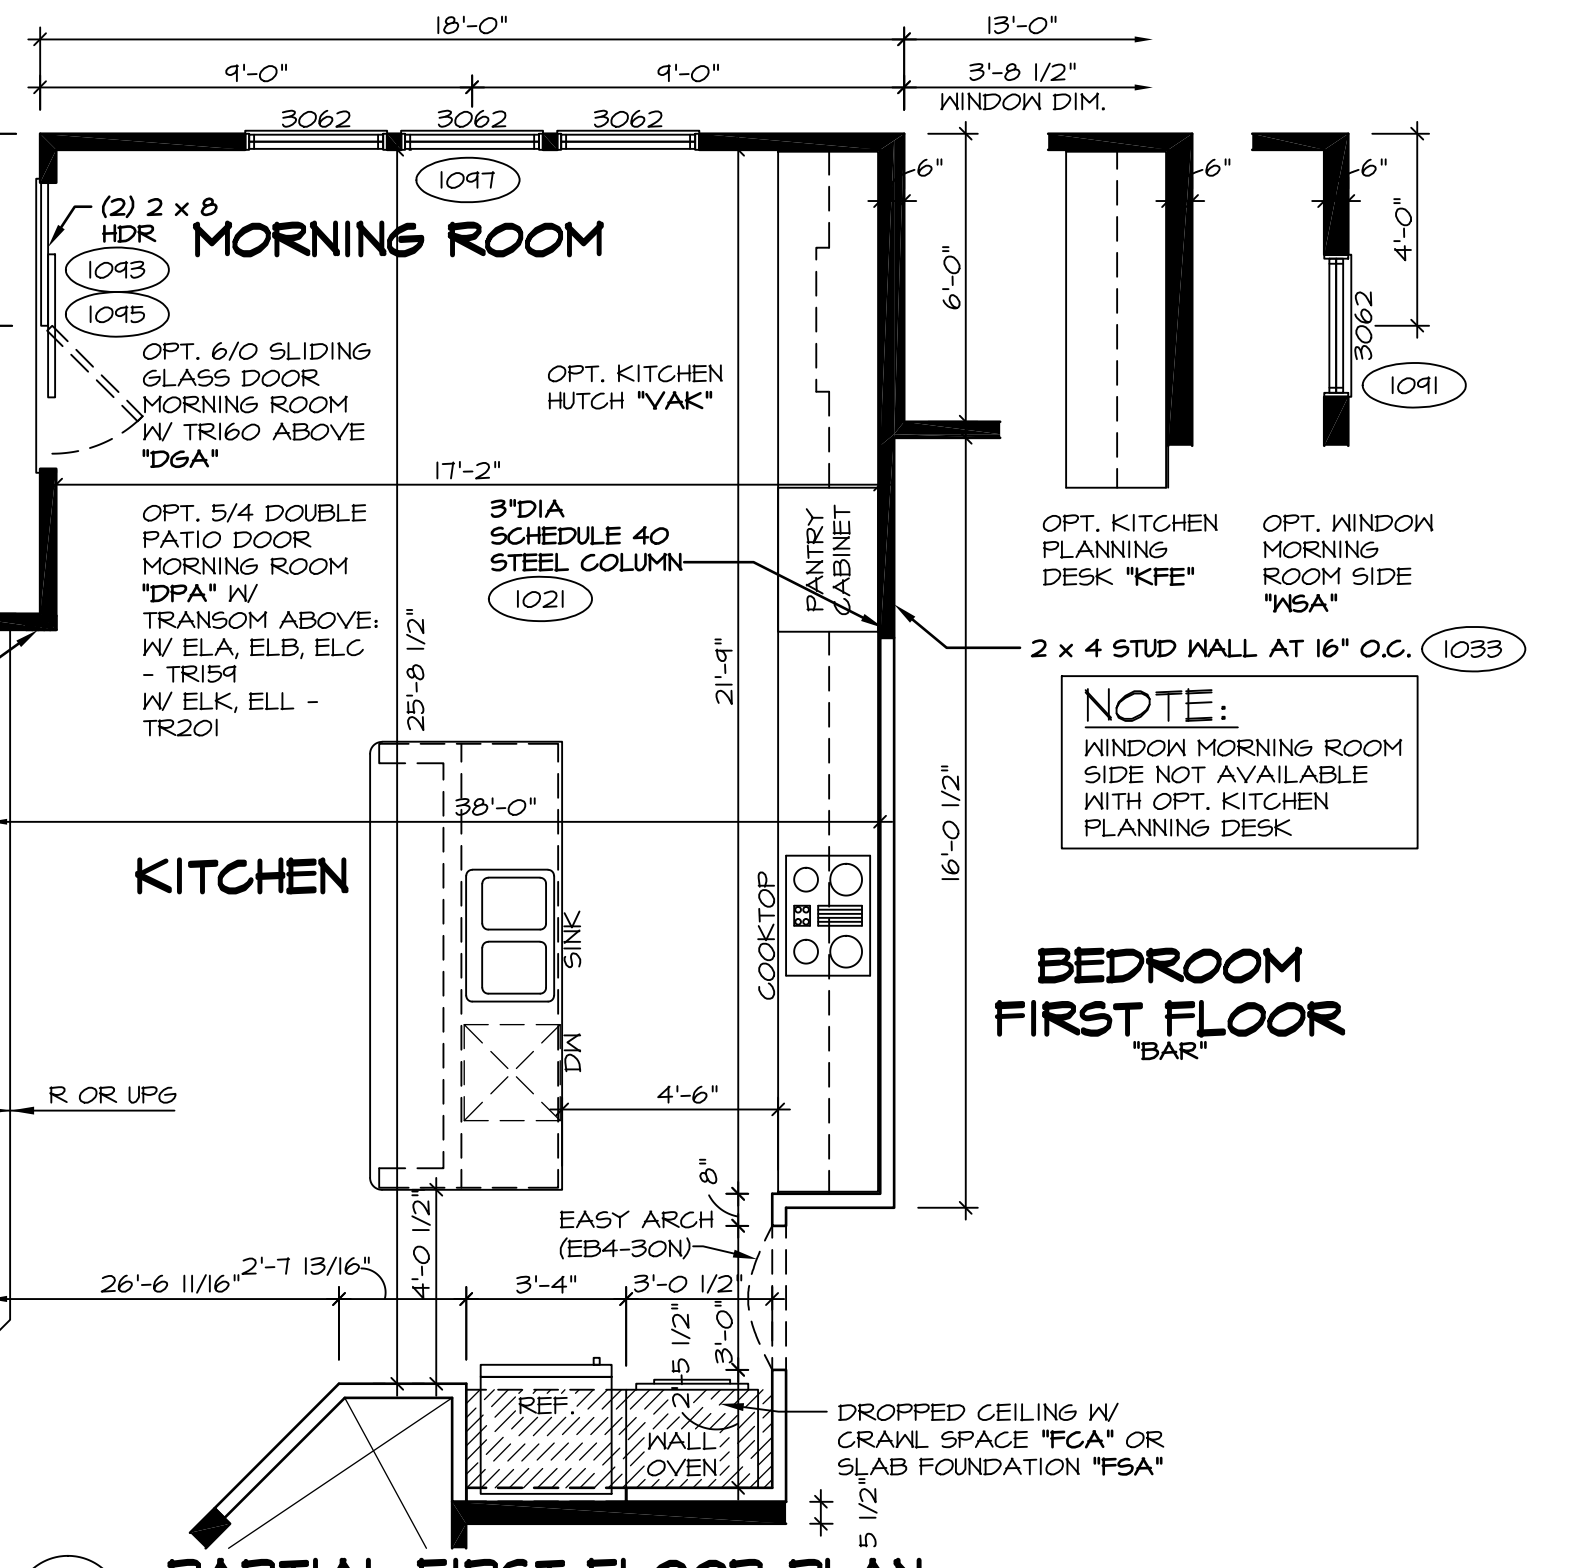 18'-0"
13'-0"
9'-0"
9'-0"
3'-8 1/2"
WINDOW DIM.
3062
3062
3062
1097
6"
6"
6"
(2) 2 x 8
HDR
MORNING ROOM
1093
1095
6'-0"
4'-0"
3062
1091
OPT. 6/0 SLIDING
GLASS DOOR
MORNING ROOM
W/ TR160 ABOVE
"DGA"
OPT. KITCHEN
HUTCH "VAK"
17'-2"
OPT. 5/4 DOUBLE
PATIO DOOR
MORNING ROOM
"DPA" W/
TRANSOM ABOVE:
W/ ELA, ELB, ELC
- TR159
W/ ELK, ELL -
TR201
3"DIA
SCHEDULE 40
STEEL COLUMN
1021
PANTRY
CABINET
OPT. KITCHEN
PLANNING
DESK "KFE"
OPT. WINDOW
MORNING
ROOM SIDE
"WSA"
2 x 4 STUD WALL AT 16" O.C.
1033
25'-8 1/2"
21'-9"
NOTE:
WINDOW MORNING ROOM
SIDE NOT AVAILABLE
WITH OPT. KITCHEN
PLANNING DESK
38'-0"
16'-0 1/2"
KITCHEN
SINK
COOKTOP
BEDROOM
FIRST FLOOR
"BAR"
DW
R OR UPG
4'-6"
8"
EASY ARCH
(EB4-30N)
4'-0 1/2"
26'-6 11/16"
2'-7 13/16"
3'-4"
3'-0 1/2"
2'-5 1/2"
3'-0"
REF.
WALL
OVEN
DROPPED CEILING W/
CRAWL SPACE "FCA" OR
SLAB FOUNDATION "FSA"
5 1/2"
PARTIAL FIRST FLOOR PLAN